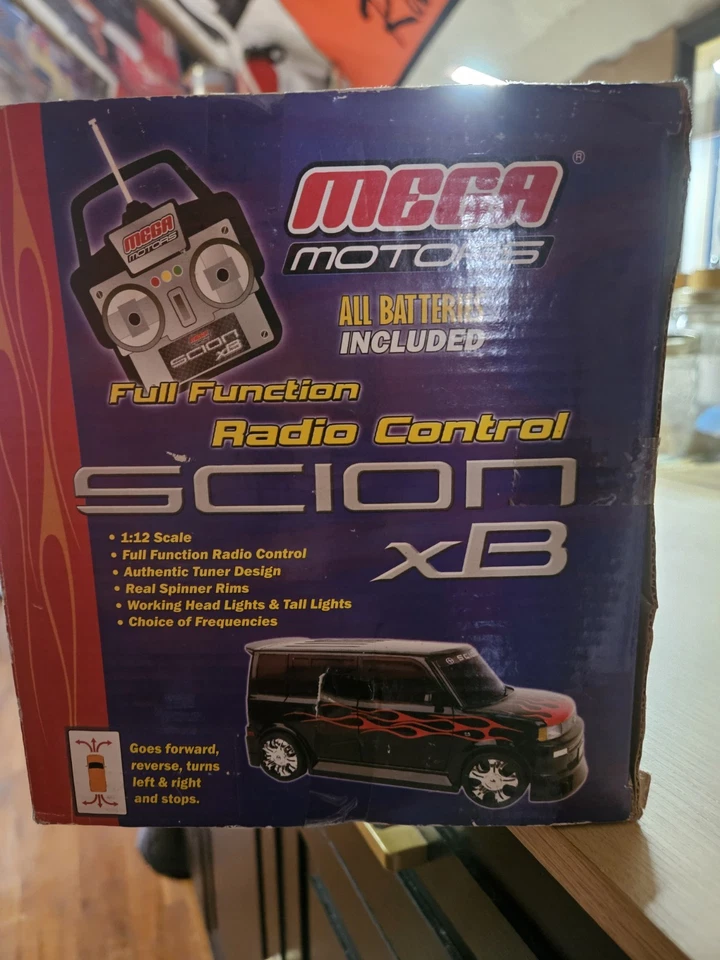 MEGA
MOTORS
®
MEGA
MOTORS
SCION
xB
ALL BATTERIES
INCLUDED
Full Function
Radio Control
SCION
xB
• 1:12 Scale
• Full Function Radio Control
• Authentic Tuner Design
• Real Spinner Rims
• Working Head Lights & Tall Lights
• Choice of Frequencies
Goes forward,
reverse, turns
left & right
and stops.